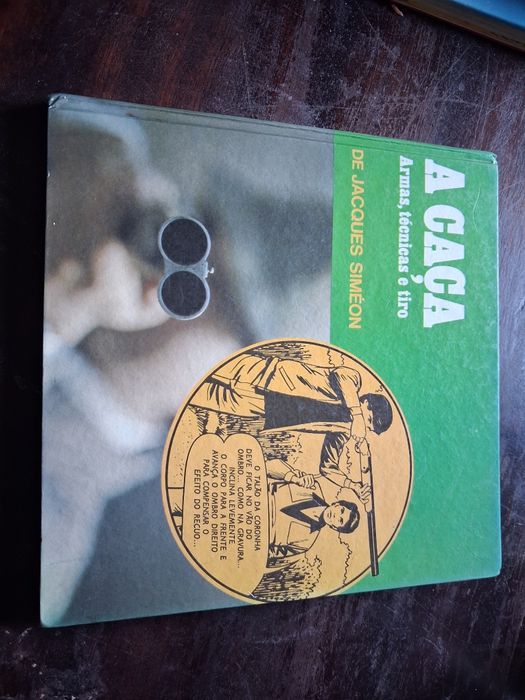 A CAÇA
Armas, técnicas e tiro
DE JACQUES SIMÉON
O TALÃO DA CORONHA
DEVE FICAR NO VÃO DO
OMBRO... COMO NA GRAVURA...
INCLINA LEVEMENTE
O CORPO PARA A FRENTE E
AVANÇA O OMBRO DIREITO
PARA COMPENSAR O
EFEITO DO RECUO...